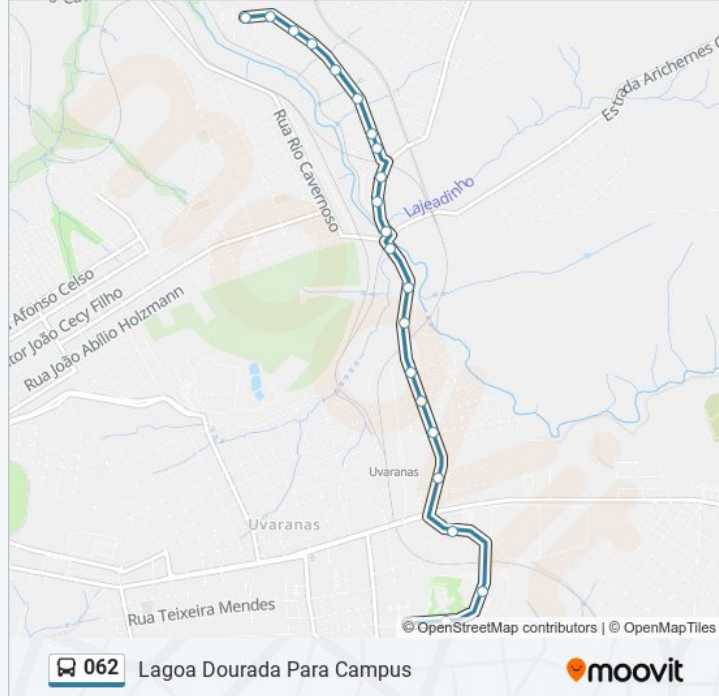 Rua Rio Cavernoso
Estrada Arichernes C
Lajeadinho
Afonso Celso
tor João Cecy Filho
Rua João Abílio Holzmann
Uvaranas
Uvaranas
Rua Teixeira Mendes
© OpenStreetMap contributors | © OpenMapTiles
062 Lagoa Dourada Para Campus
moovit